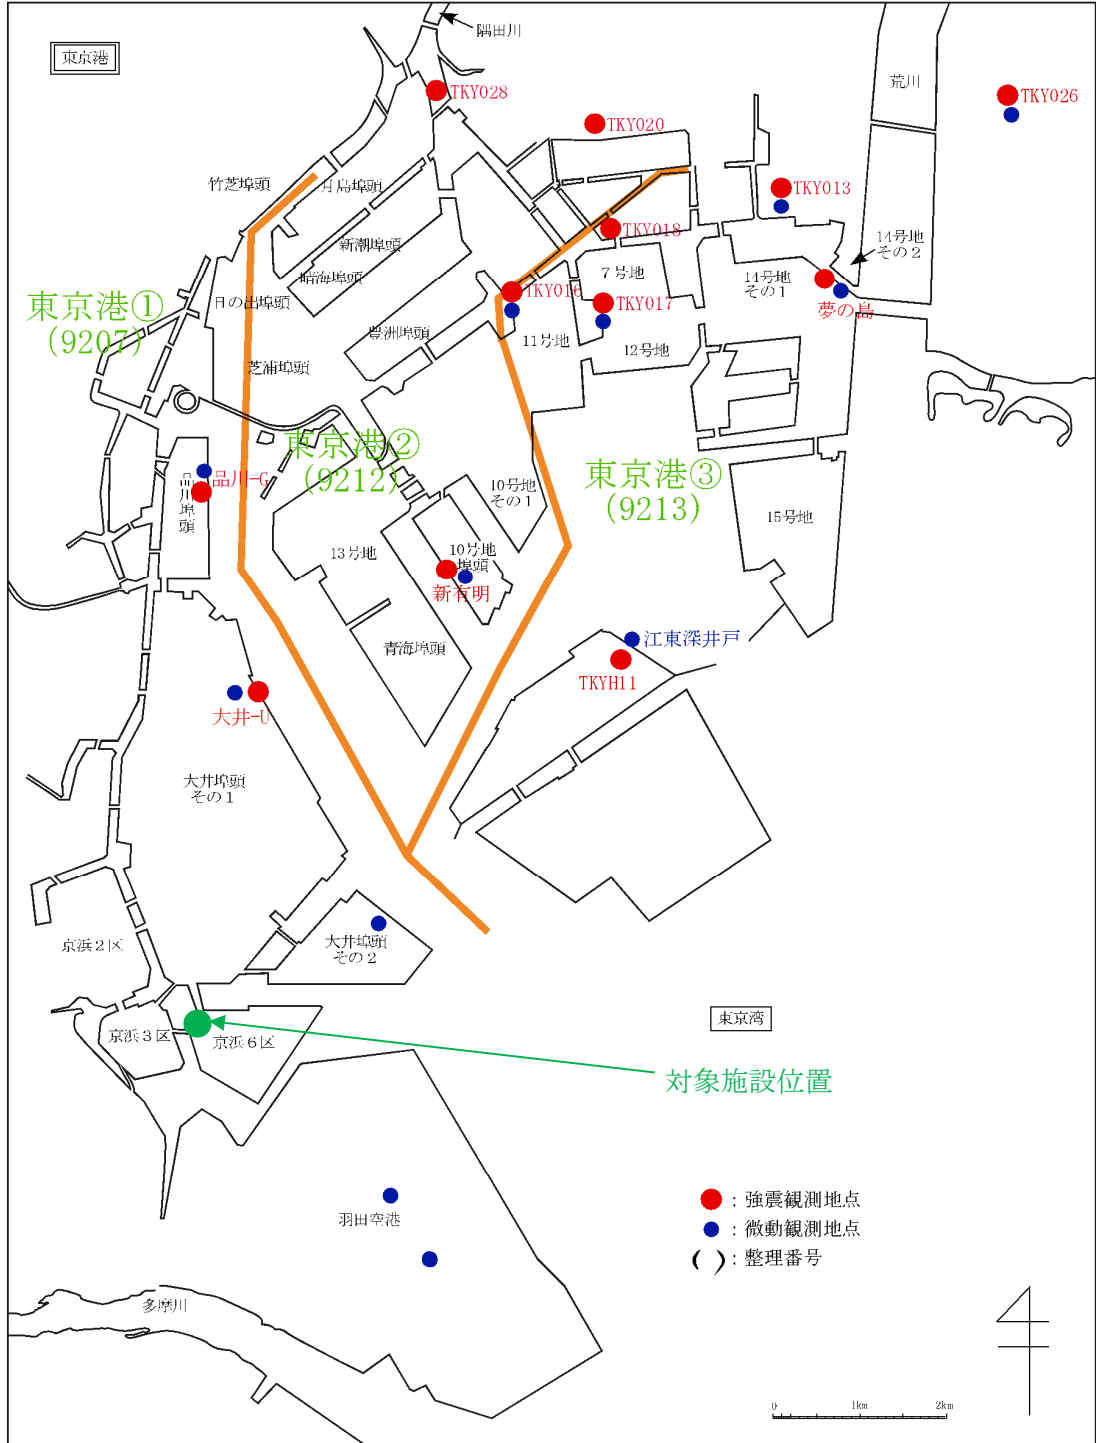 隅田川
東京港
荒川
TKY028
TKY026
TKY020
竹芝埠頭
月島埠頭
TKY013
TKY018
新潮埠頭
14号地
その2
晴海埠頭
7号地
14号地
その1
東京港①
(9207)
日の出埠頭
TKY016
TKY017
夢の島
豊洲埠頭
11号地
12号地
芝浦埠頭
東京港②
(9212)
東京港③
(9213)
品川-G
品川埠頭
10号地
その1
15号地
13号地
10号地
埠頭
新有明
青海埠頭
江東深井戸
TKYH11
大井-U
大井埠頭
その1
京浜2区
大井埠頭
その2
東京湾
京浜3区
京浜6区
対象施設位置
:強震観測地点
羽田空港
:微動観測地点
( ):整理番号
多摩川
0 1km 2km